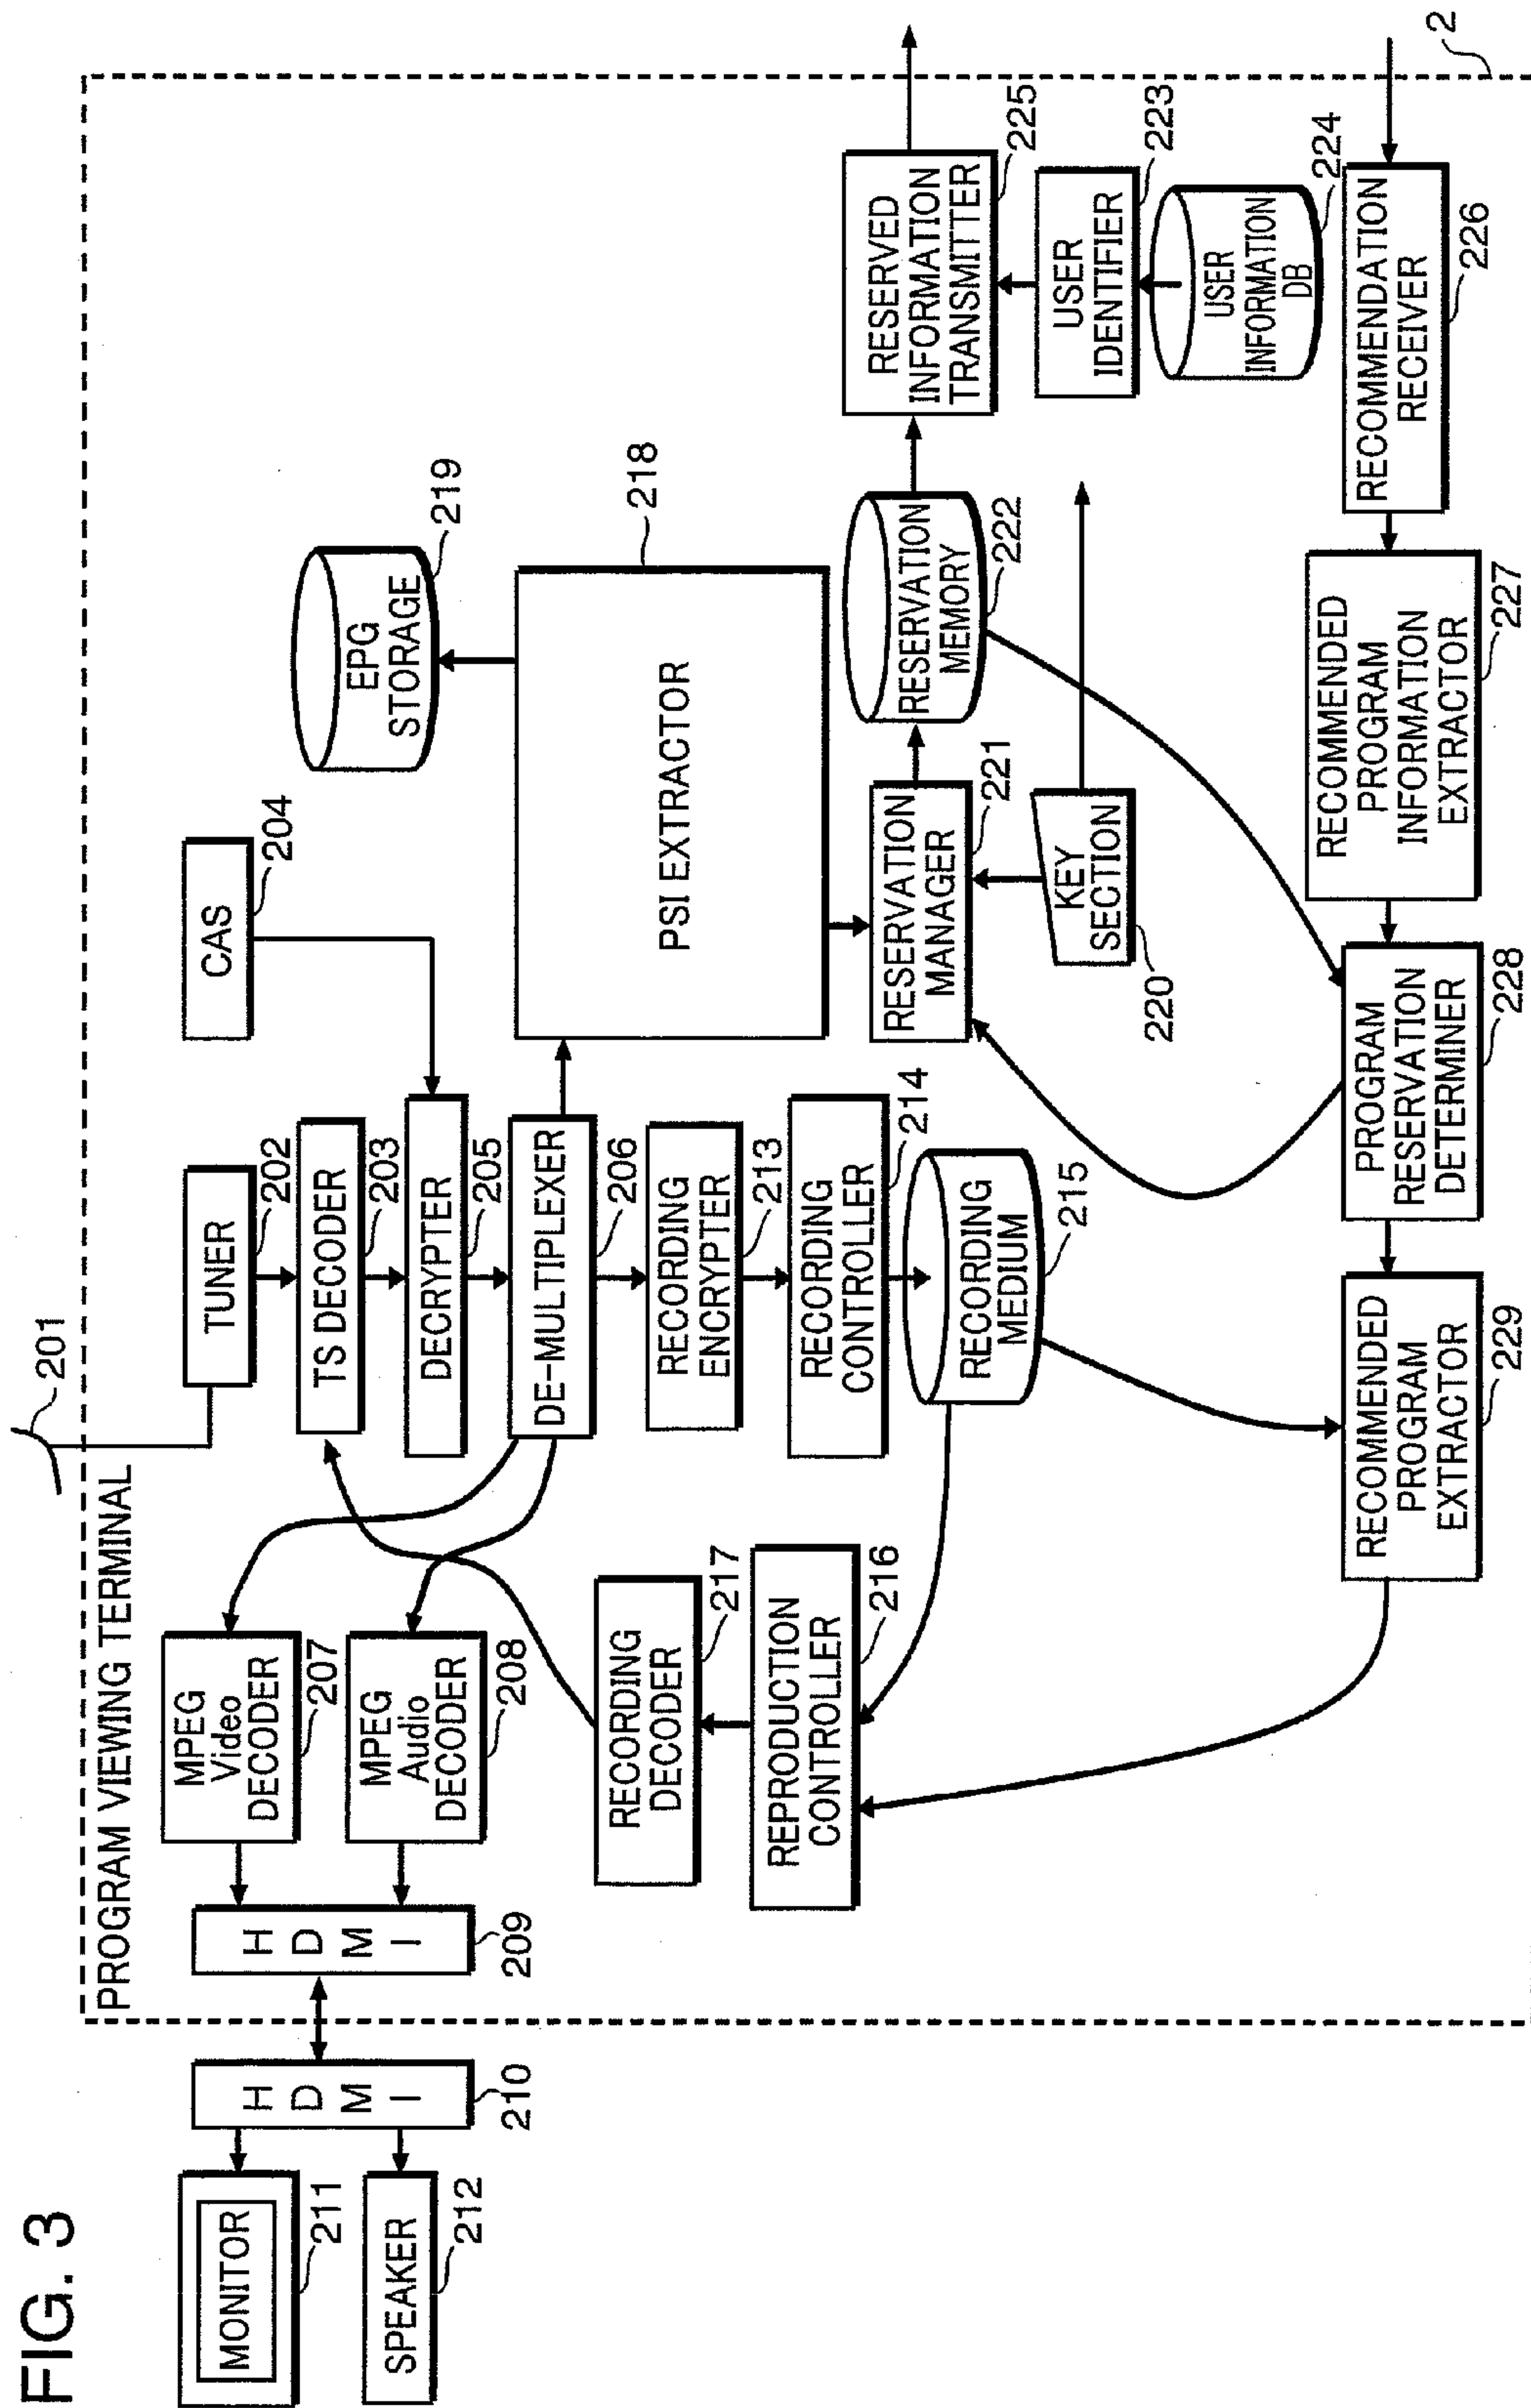 FIG. 3
PROGRAM VIEWING TERMINAL
2
201
TUNER
202
TS DECODER
203
CAS
204
DECRYPTER
205
DE-MULTIPLEXER
206
MPEG
Video
DECODER
207
MPEG
Audio
DECODER
208
H
D
M
I
209
H
D
M
I
210
MONITOR
211
SPEAKER
212
RECORDING
ENCRYPTER
213
RECORDING
CONTROLLER
214
RECORDING
MEDIUM
215
REPRODUCTION
CONTROLLER
216
RECORDING
DECODER
217
PSI EXTRACTOR
218
EPG
STORAGE
219
KEY
SECTION
220
RESERVATION
MANAGER
221
RESERVATION
MEMORY
222
USER
IDENTIFIER
223
USER
INFORMATION
DB
224
RESERVED
INFORMATION
TRANSMITTER
225
RECOMMENDATION
RECEIVER
226
RECOMMENDED
PROGRAM
INFORMATION
EXTRACTOR
227
PROGRAM
RESERVATION
DETERMINER
228
RECOMMENDED
PROGRAM
EXTRACTOR
229